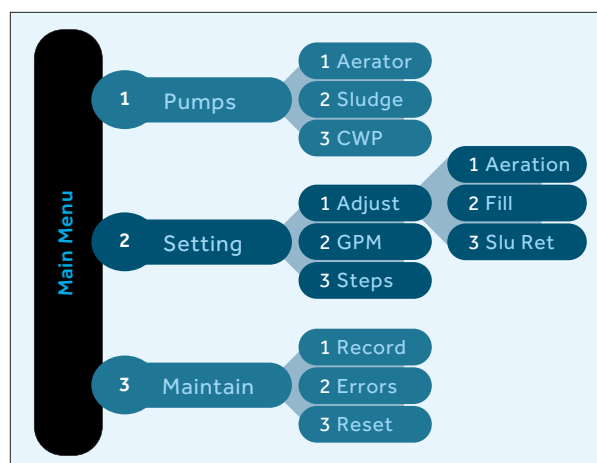 Main Menu
1 Pumps
1 Aerator
2 Sludge
3 CWP
2 Setting
1 Adjust
2 GPM
3 Steps
1 Aeration
2 Fill
3 Slu Ret
3 Maintain
1 Record
2 Errors
3 Reset